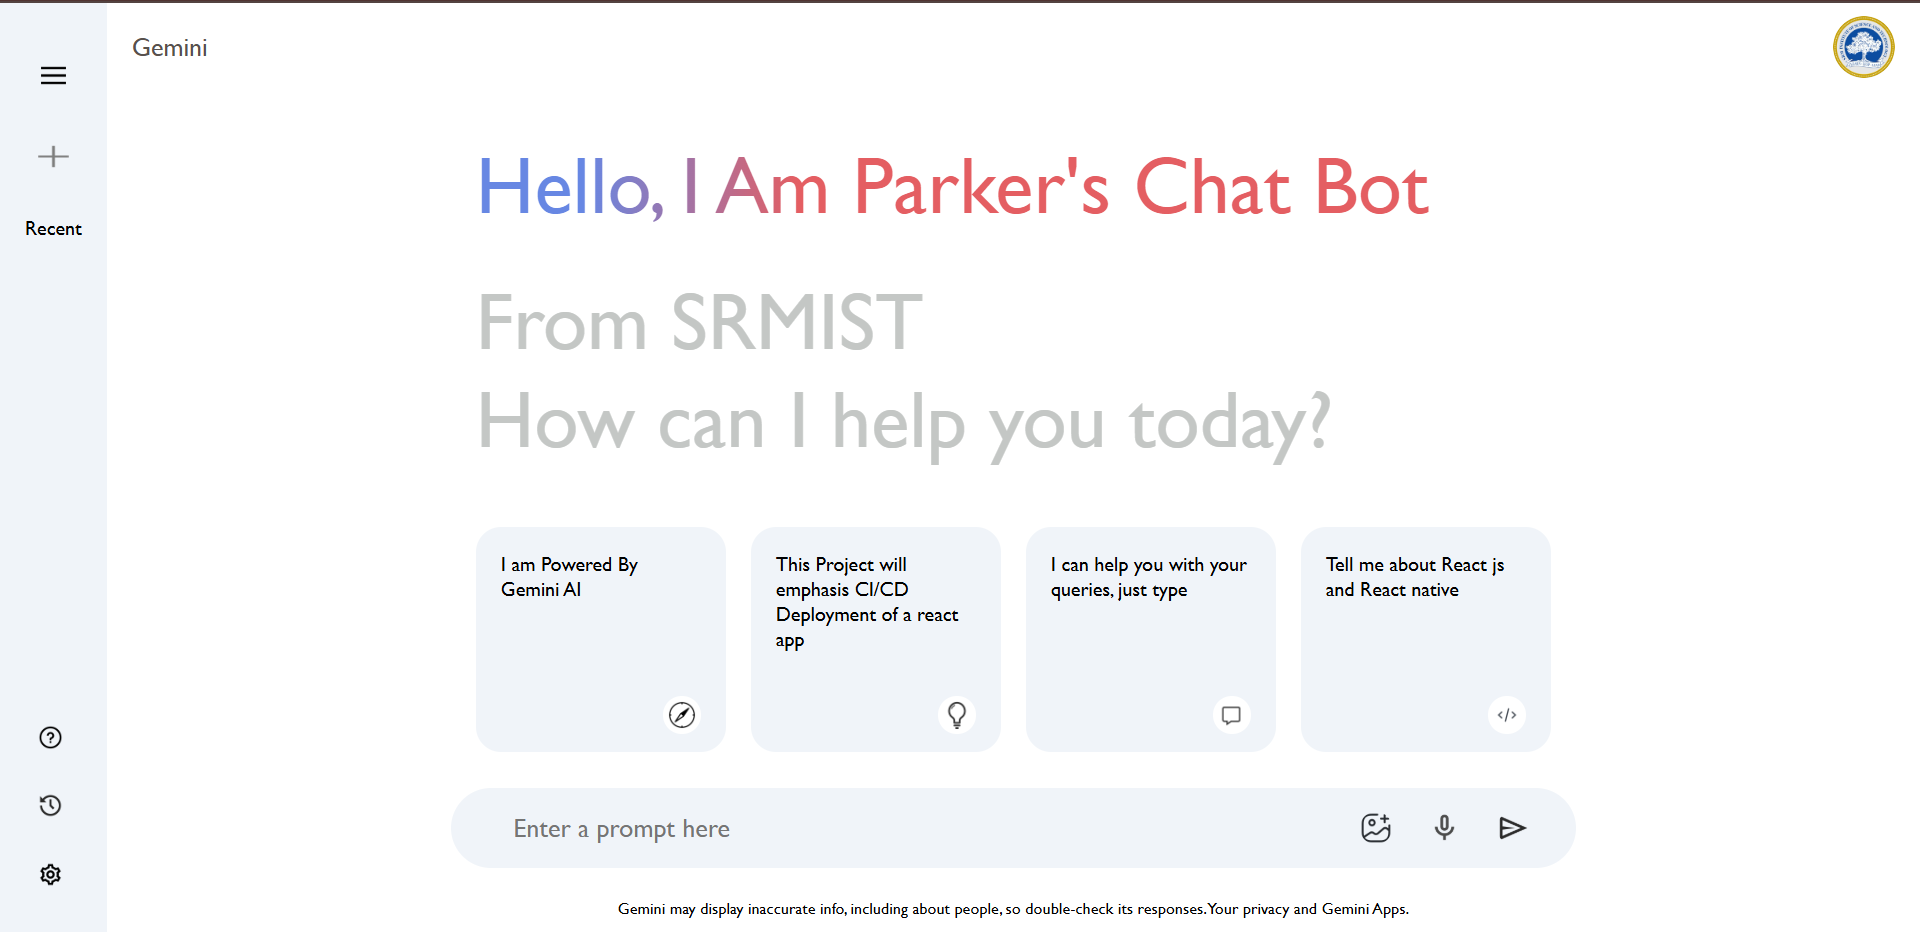 Gemini
Recent
Hello, I Am Parker's Chat Bot
From SRMIST
How can I help you today?
I am Powered By
Gemini AI
This Project will
emphasis CI/CD
Deployment of a react
app
I can help you with your
queries, just type
Tell me about React js
and React native
Enter a prompt here
Gemini may display inaccurate info, including about people, so double-check its responses.Your privacy and Gemini Apps.